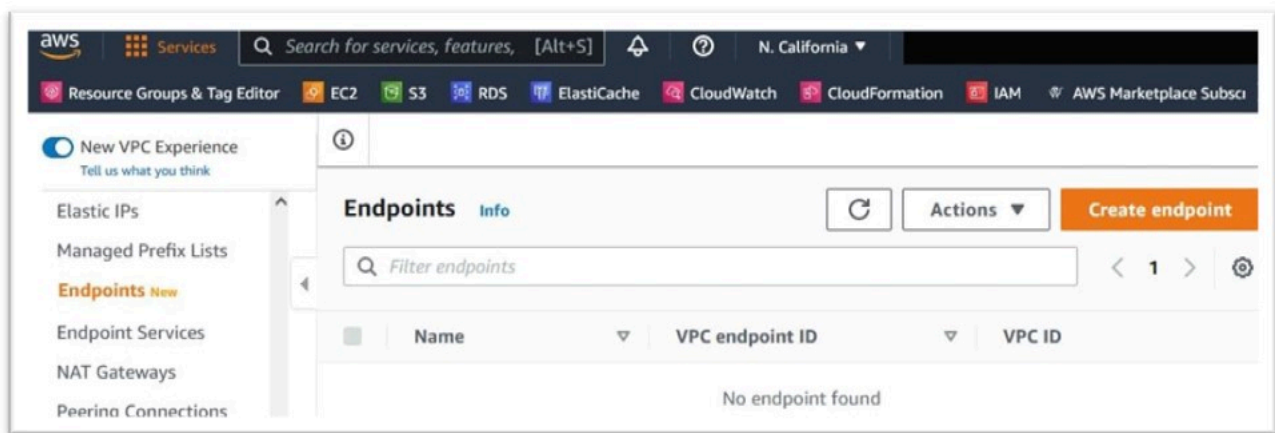 aws Services Search for services, features, [Alt+S] N. California ▼
Resource Groups & Tag Editor EC2 S3 RDS ElastiCache CloudWatch CloudFormation IAM AWS Marketplace Subscr
New VPC Experience
Tell us what you think
Elastic IPs
Managed Prefix Lists
Endpoints New
Endpoint Services
NAT Gateways
Peering Connections
Endpoints Info Actions ▼ Create endpoint
Filter endpoints 1
Name VPC endpoint ID VPC ID
No endpoint found